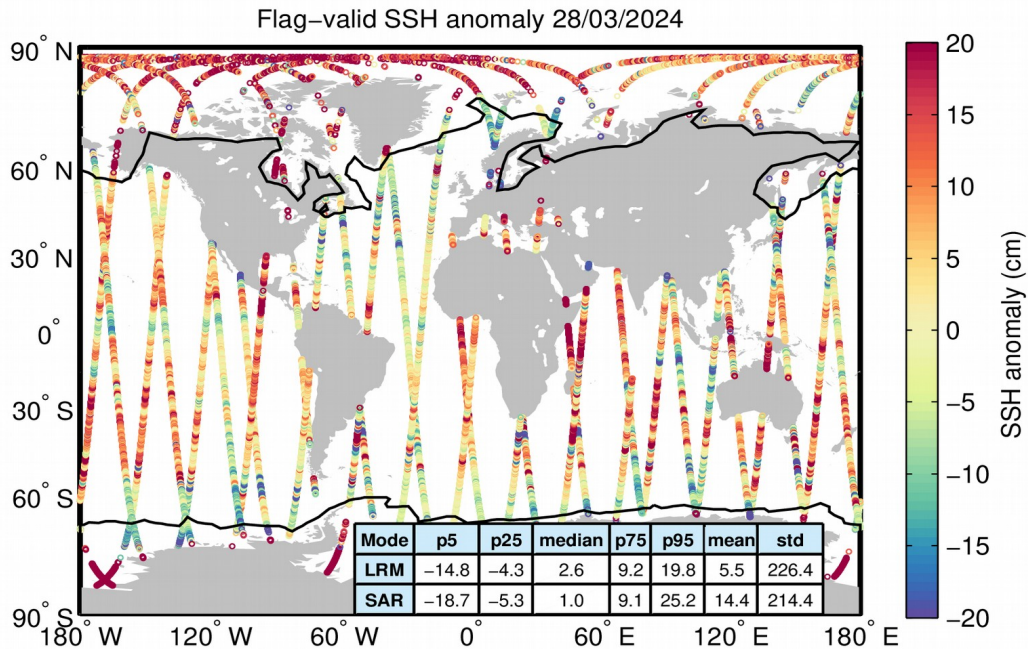 Flag−valid SSH anomaly 28/03/2024
90° N
60° N
30° N
0°
30° S
60° S
90° S
180° W 120° W 60° W 0° 60° E 120° E 180° E
20
15
10
5
0
−5
−10
−15
−20
SSH anomaly (cm)
Mode p5 p25 median p75 p95 mean std
LRM −14.8 −4.3 2.6 9.2 19.8 5.5 226.4
SAR −18.7 −5.3 1.0 9.1 25.2 14.4 214.4